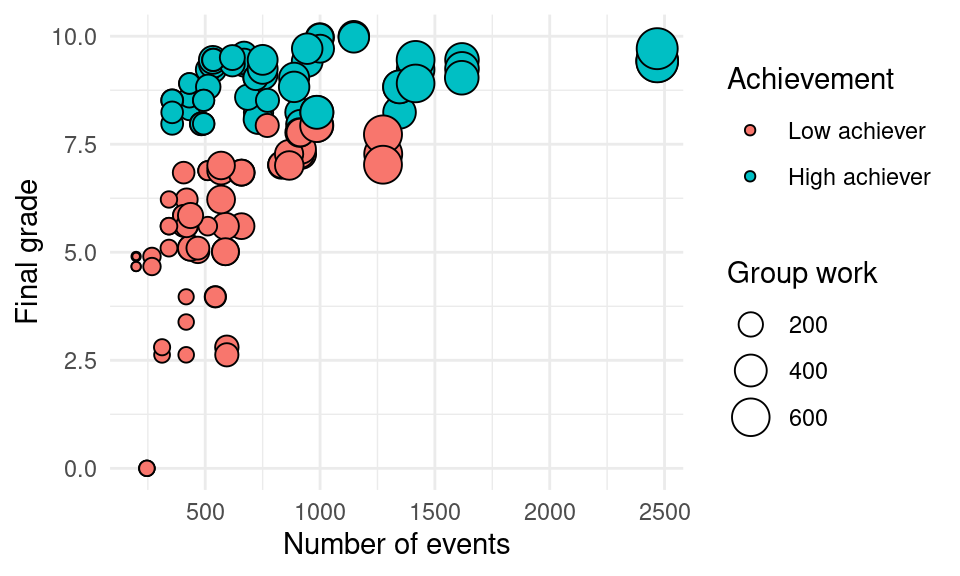 10.0
7.5
5.0
2.5
0.0
Final grade
500 1000 1500 2000 2500
Number of events
Achievement
Low achiever
High achiever
Group work
200
400
600